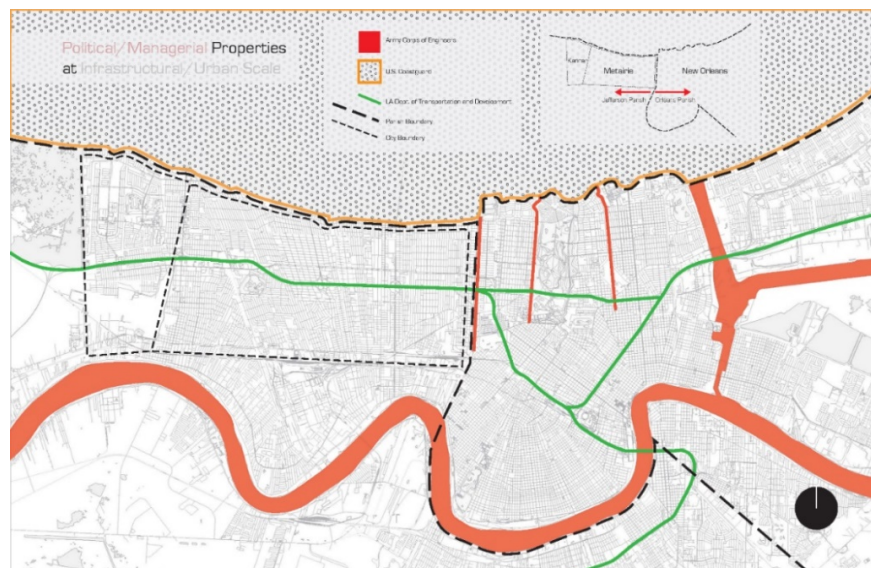 Political/Managerial Properties
at Infrastructural/Urban Scale
Army Corps of Engineers
U.S. Coastguard
LA Dept. of Transportation and Development
Parish Boundary
City Boundary
Kenner
Metairie
New Orleans
Jefferson Parish
Orleans Parish